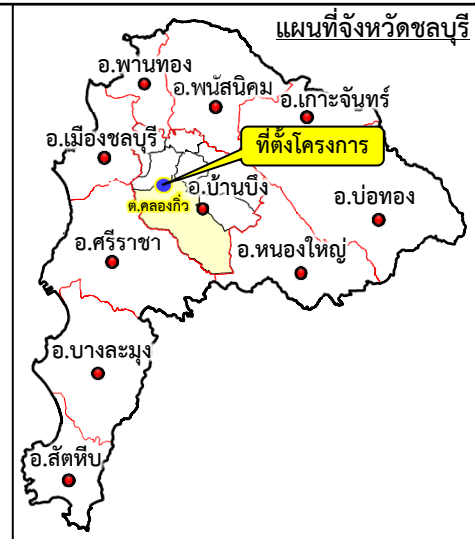 แผนที่จังหวัดชลบุรี
อ.พานทอง
อ.พนัสนิคม
อ.เกาะจันทร์
อ.เมืองชลบุรี
ที่ตั้งโครงการ
อ.บ้านบึง
ต.คลองกิ่ว
อ.บ่อทอง
อ.ศรีราชา
อ.หนองใหญ่
อ.บางละมุง
อ.สัตหีบ